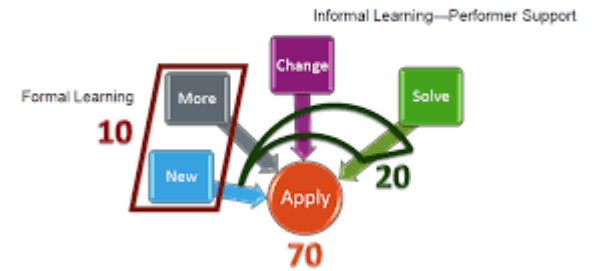 Informal Learning—Performer Support
Change
Formal Learning
More
Solve
10
New
20
Apply
70